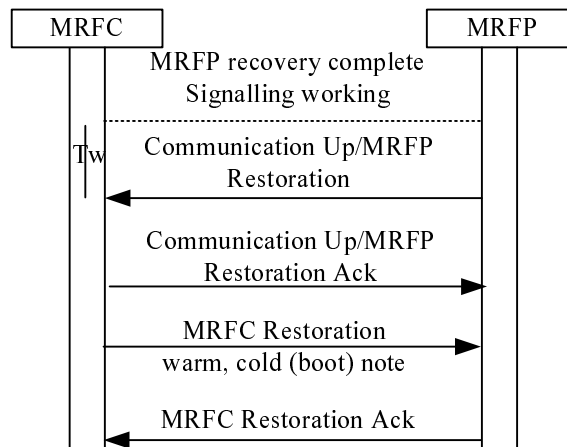 MRFC
MRFP
MRFP recovery complete
Signalling working
Tw
Communication Up/MRFP
Restoration
Communication Up/MRFP
Restoration Ack
MRFC Restoration
warm, cold (boot) note
MRFC Restoration Ack